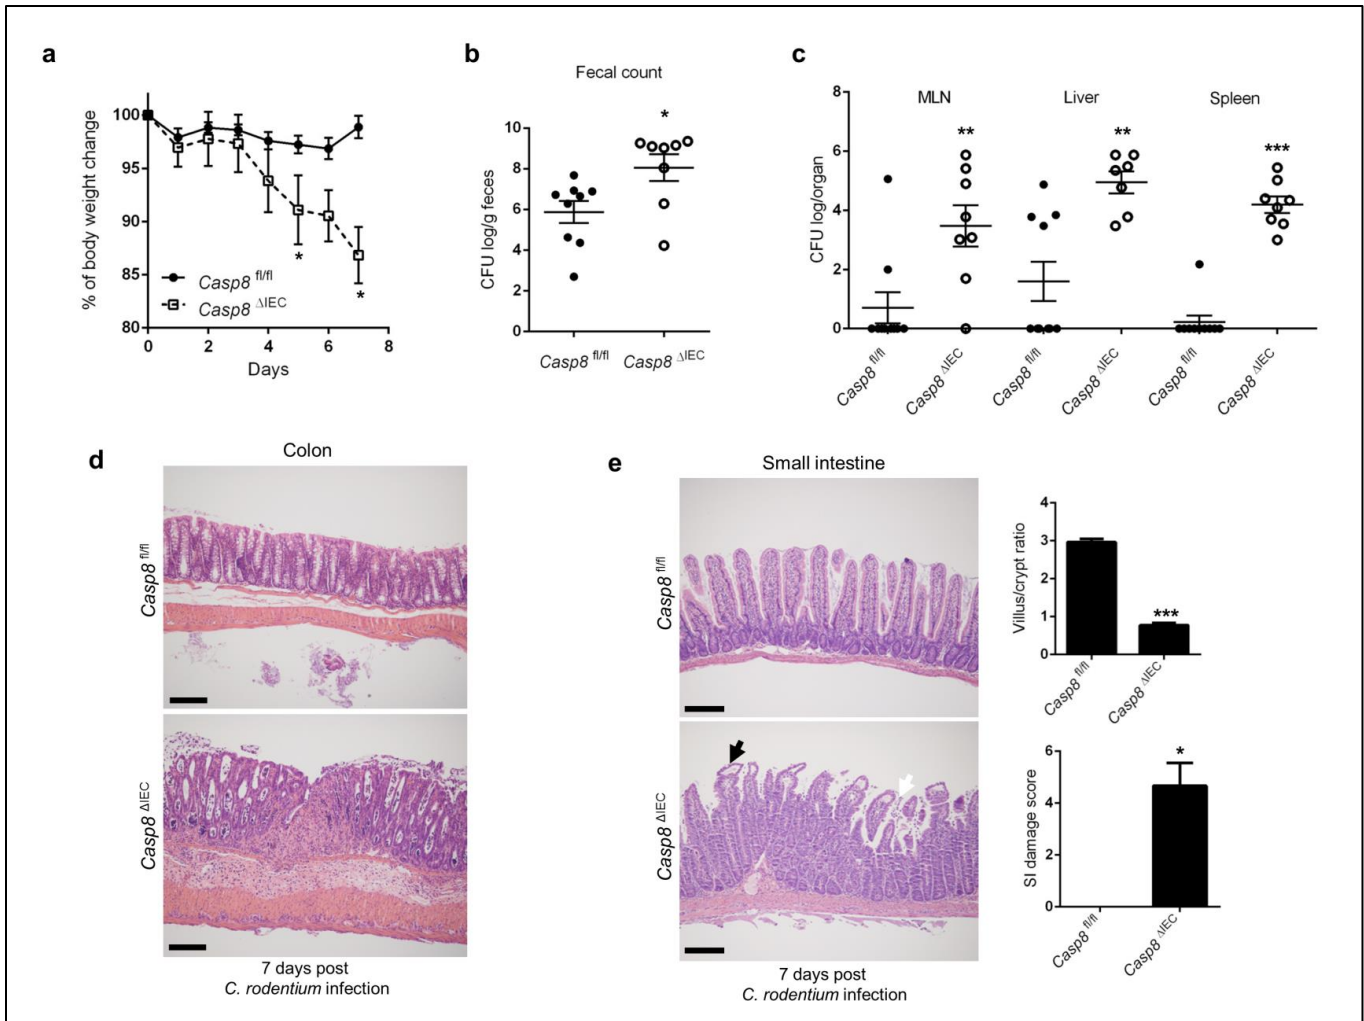 a
% of body weight change
100
95
90
85
80
0
2
4
6
8
Days
Casp8 fl/fl
Casp8 ΔIEC
*
*
b
Fecal count
*
CFU log/g feces
10
8
6
4
2
0
Casp8 fl/fl
Casp8 ΔIEC
c
MLN
Liver
Spleen
**
**
***
CFU log/organ
8
6
4
2
0
Casp8 fl/fl
Casp8 ΔIEC
Casp8 fl/fl
Casp8 ΔIEC
Casp8 fl/fl
Casp8 ΔIEC
d
Colon
Casp8 fl/fl
Casp8 ΔIEC
7 days post
C. rodentium infection
e
Small intestine
Casp8 fl/fl
Casp8 ΔIEC
7 days post
C. rodentium infection
Villus/crypt ratio
4
3
2
1
0
***
Casp8 fl/fl
Casp8 ΔIEC
SI damage score
6
4
2
0
*
Casp8 fl/fl
Casp8 ΔIEC